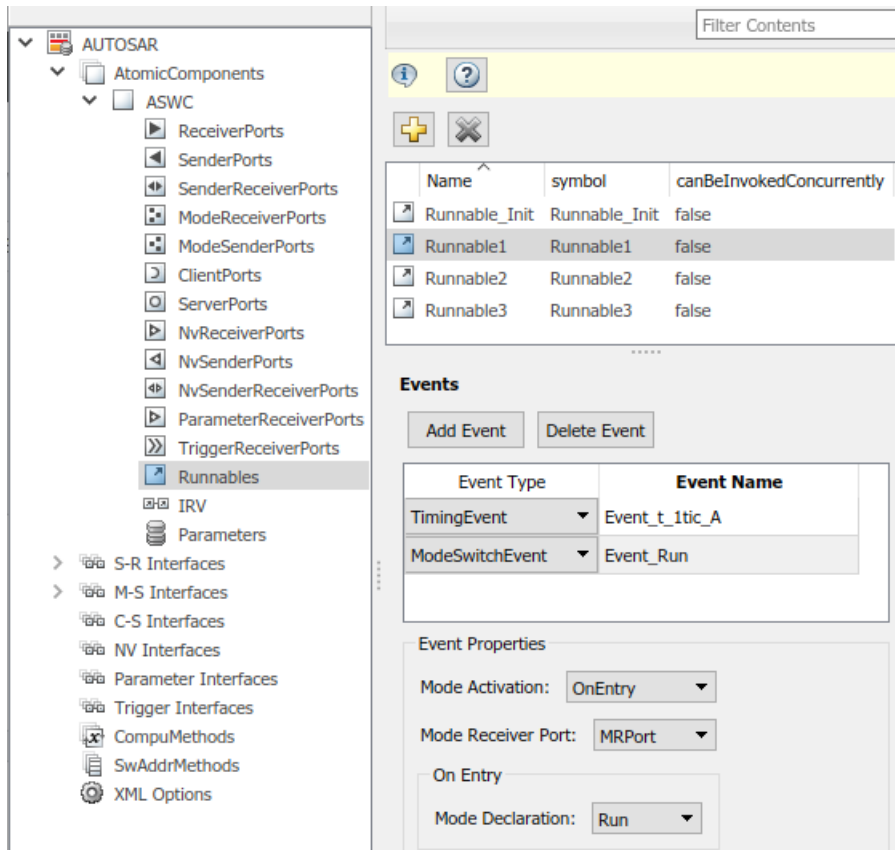 AUTOSAR
AtomicComponents
ASWC
ReceiverPorts
SenderPorts
SenderReceiverPorts
ModeReceiverPorts
ModeSenderPorts
ClientPorts
ServerPorts
NvReceiverPorts
NvSenderPorts
NvSenderReceiverPorts
ParameterReceiverPorts
TriggerReceiverPorts
Runnables
IRV
Parameters
S-R Interfaces
M-S Interfaces
C-S Interfaces
NV Interfaces
Parameter Interfaces
Trigger Interfaces
CompuMethods
SwAddrMethods
XML Options
Filter Contents
Name symbol canBeInvokedConcurrently
Runnable_Init Runnable_Init false
Runnable1 Runnable1 false
Runnable2 Runnable2 false
Runnable3 Runnable3 false
Events
Add Event Delete Event
Event Type Event Name
TimingEvent Event_t_1tic_A
ModeSwitchEvent Event_Run
Event Properties
Mode Activation: OnEntry
Mode Receiver Port: MRPort
On Entry
Mode Declaration: Run